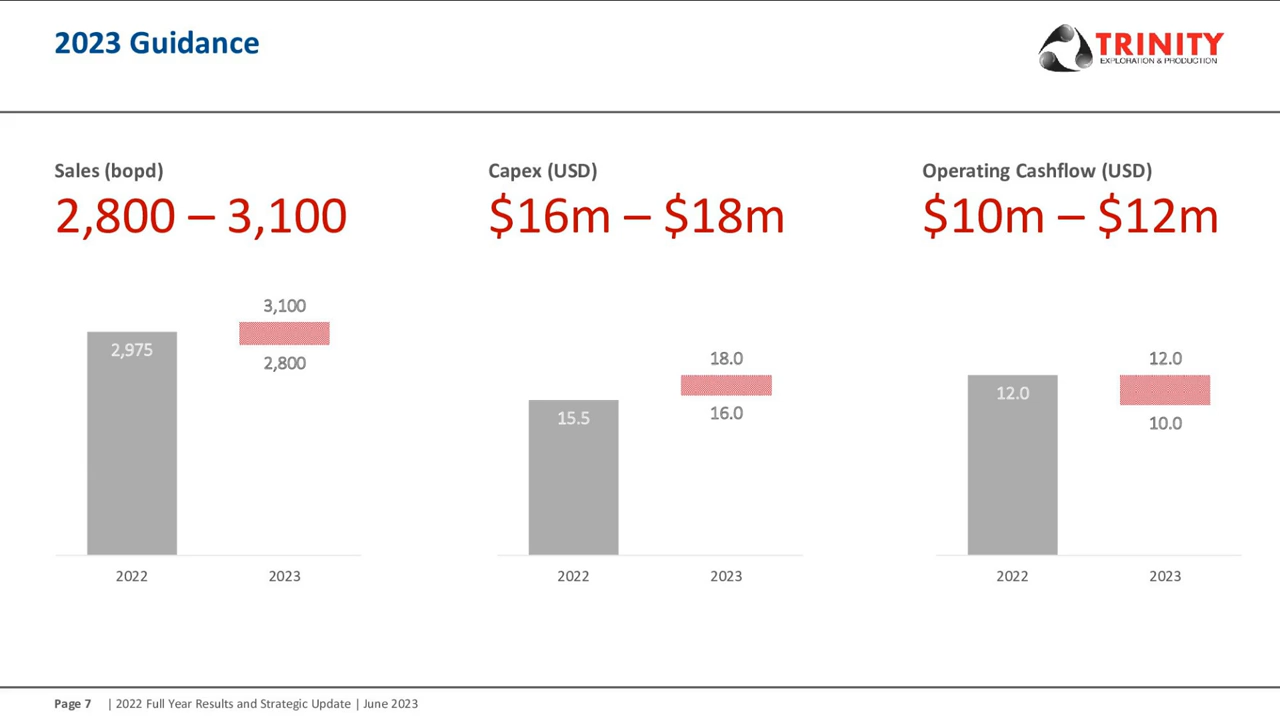 2023 Guidance
TRINITY
EXPLORATION & PRODUCTION
Sales (bopd)
2,800 – 3,100
3,100
2,975
2,800
2022
2023
Capex (USD)
$16m – $18m
18.0
15.5
16.0
2022
2023
Operating Cashflow (USD)
$10m – $12m
12.0
12.0
10.0
2022
2023
Page 7 | 2022 Full Year Results and Strategic Update | June 2023